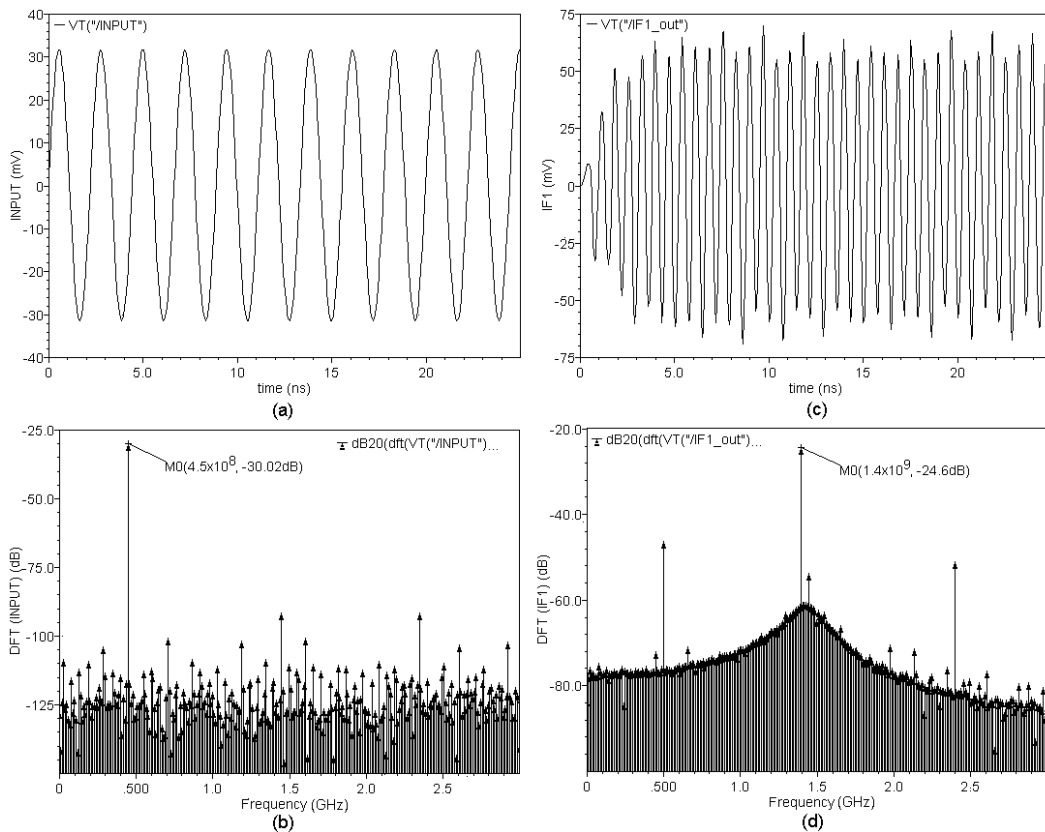 VT("/INPUT")
40
30
20
10
0
-10
-20
-30
-40
INPUT (mV)
0
5.0
10
15
20
time (ns)
(a)
VT("/IF1_out")
75
50
25
0
-25
-50
-75
IF1 (mV)
0
5.0
10
15
20
time (ns)
(c)
dB20(dft(VT("/INPUT")...
M0(4.5x10^8, -30.02dB)
-25.0
-50.0
-75.0
-100
-125
DFT (INPUT) (dB)
0
.500
1.0
1.5
2.0
2.5
Frequency (GHz)
(b)
dB20(dft(VT("/IF1_out")...
M0(1.4x10^9, -24.6dB)
-20.0
-40.0
-60.0
-80.0
DFT (IF1) (dB)
0
.500
1.0
1.5
2.0
2.5
Frequency (GHz)
(d)